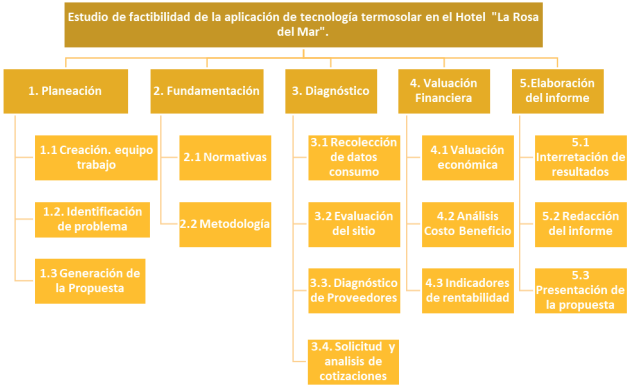 Estudio de factibilidad de la aplicación de tecnología termosolar en el Hotel "La Rosa
del Mar".
1. Planeación
2. Fundamentación
3. Diagnóstico
4. Valuación
Financiera
5.Elaboración
del informe
1.1 Creación. equipo
trabajo
1.2. Identificación
de problema
1.3 Generación de
la Propuesta
2.1 Normativas
2.2 Metodología
3.1 Recolección
de datos
consumo
3.2 Evaluación
del sitio
3.3. Diagnóstico
de Proveedores
3.4. Solicitud y
analisis de
cotizaciones
4.1 Valuación
económica
4.2 Análisis
Costo Beneficio
4.3 Indicadores
de rentabilidad
5.1
Interretación de
resultados
5.2 Redacción
del informe
5.3
Presentación de
la propuesta